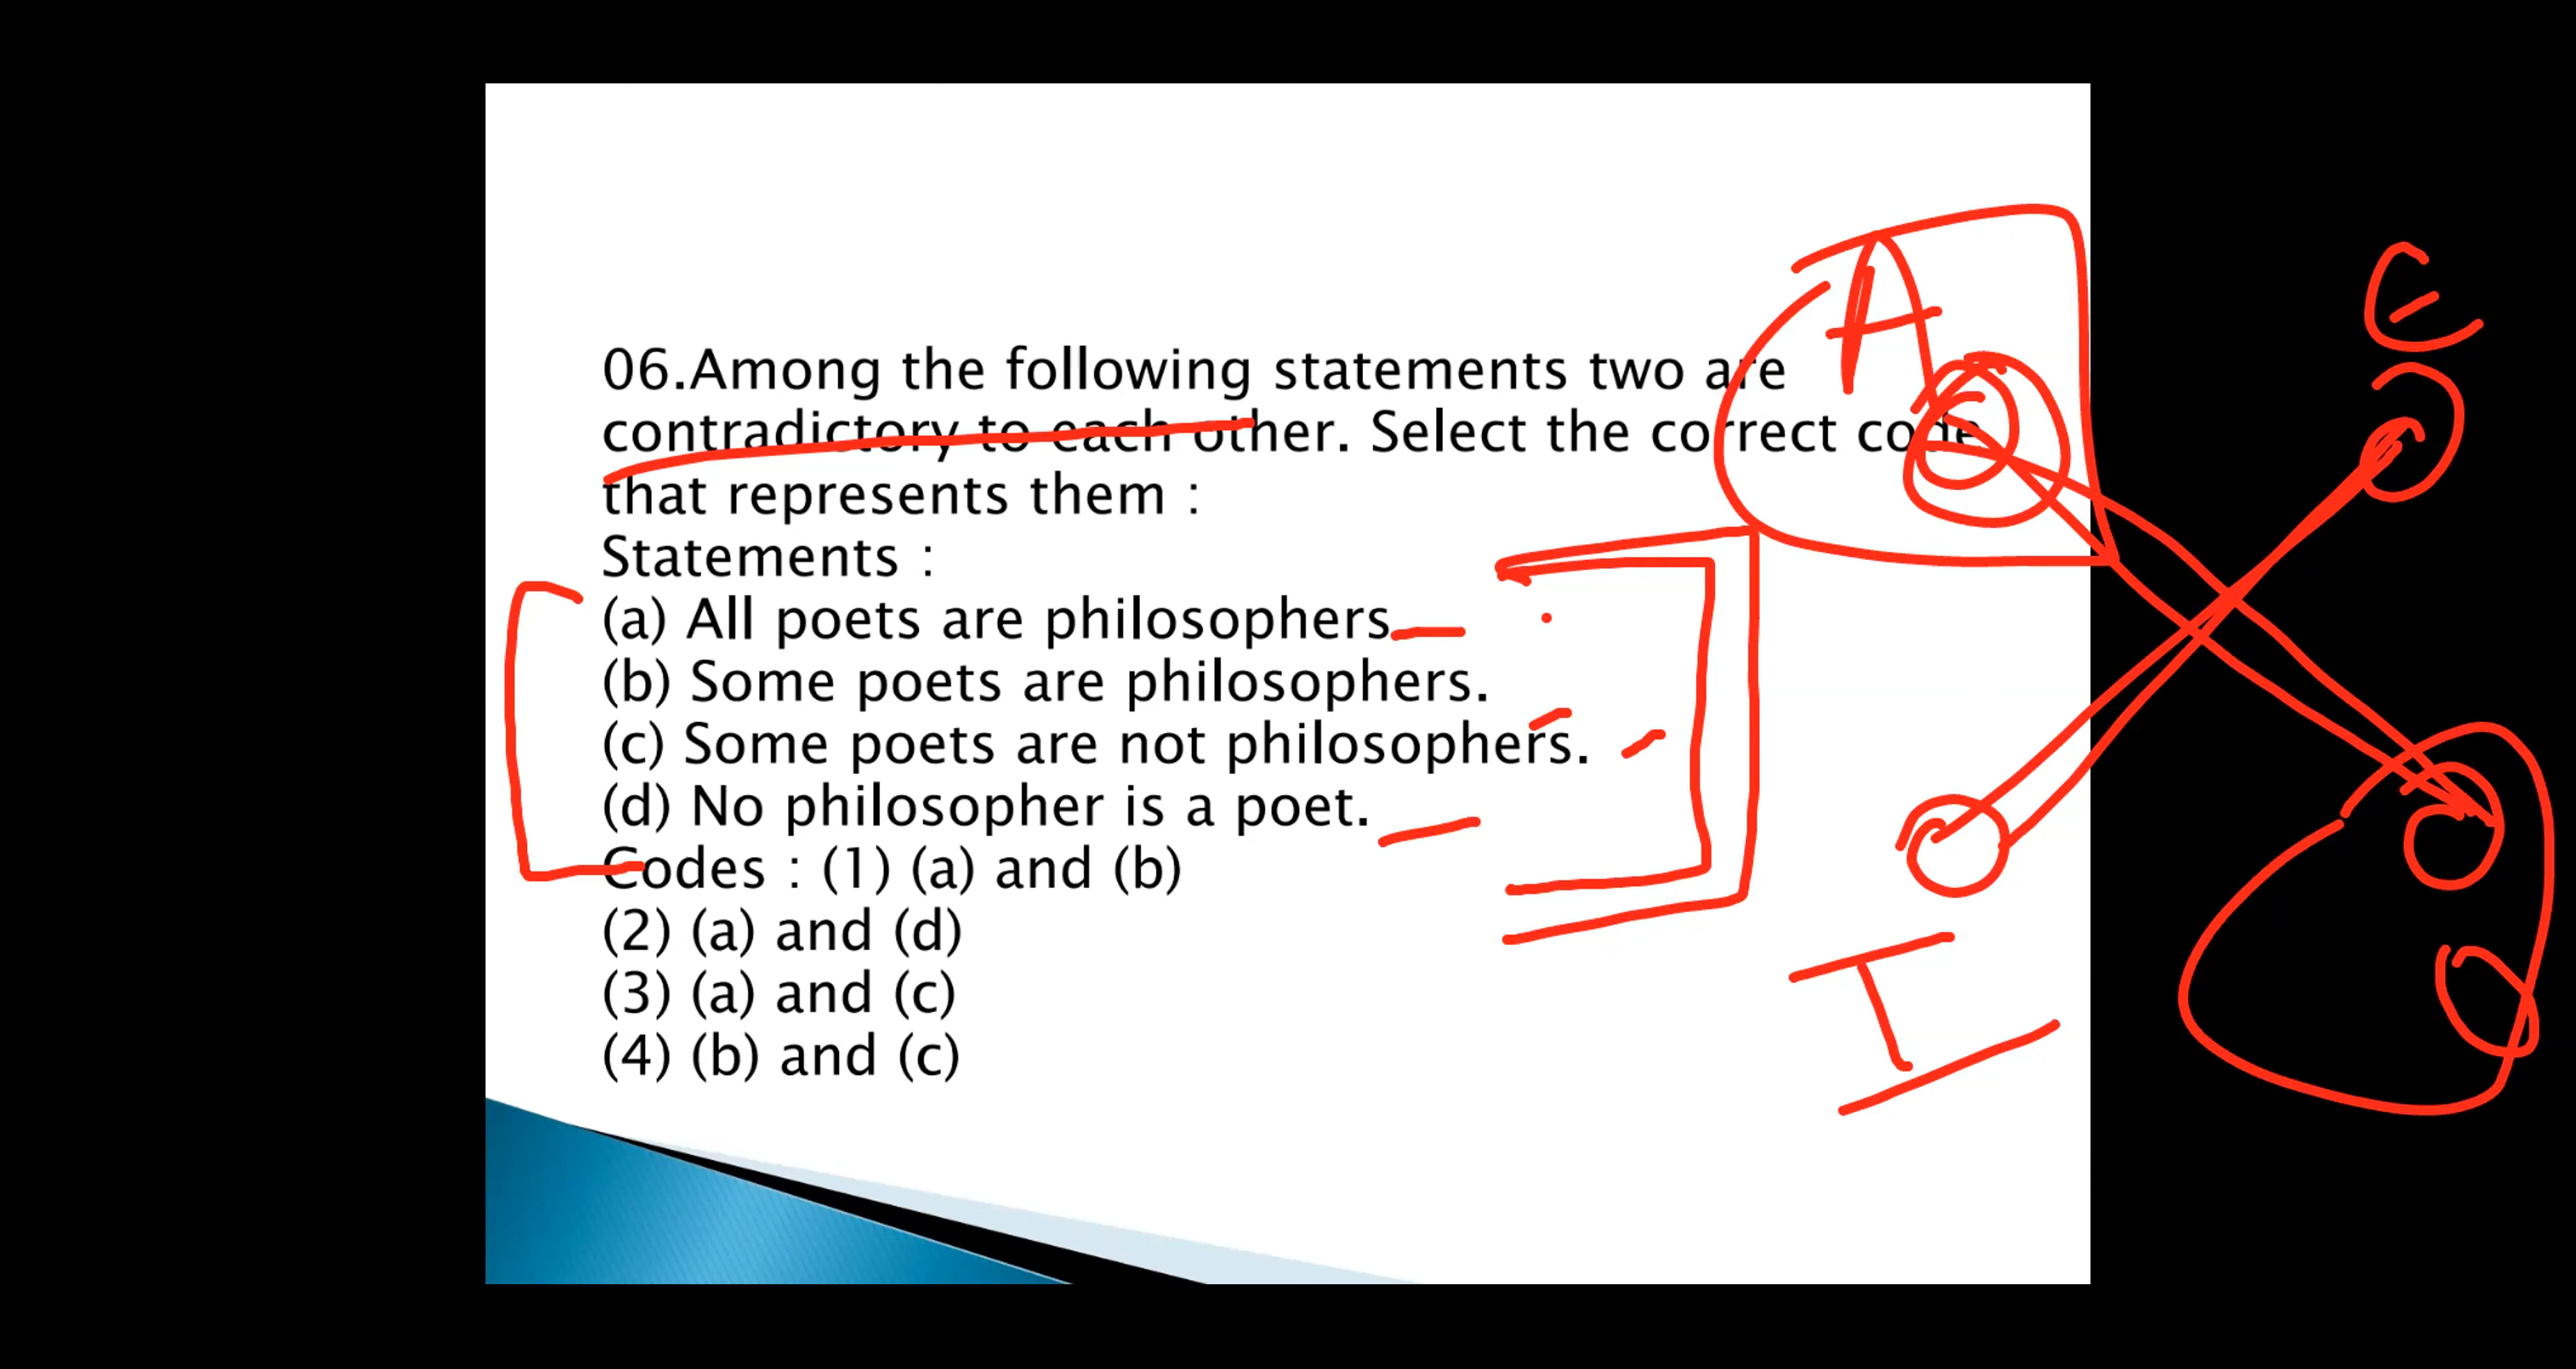 06.Among the following statements two are
contradictory to each other. Select the correct code
that represents them :
Statements :
(a) All poets are philosophers
(b) Some poets are philosophers.
(c) Some poets are not philosophers.
(d) No philosopher is a poet.
Codes : (1) (a) and (b)
(2) (a) and (d)
(3) (a) and (c)
(4) (b) and (c)
A
E
I
O